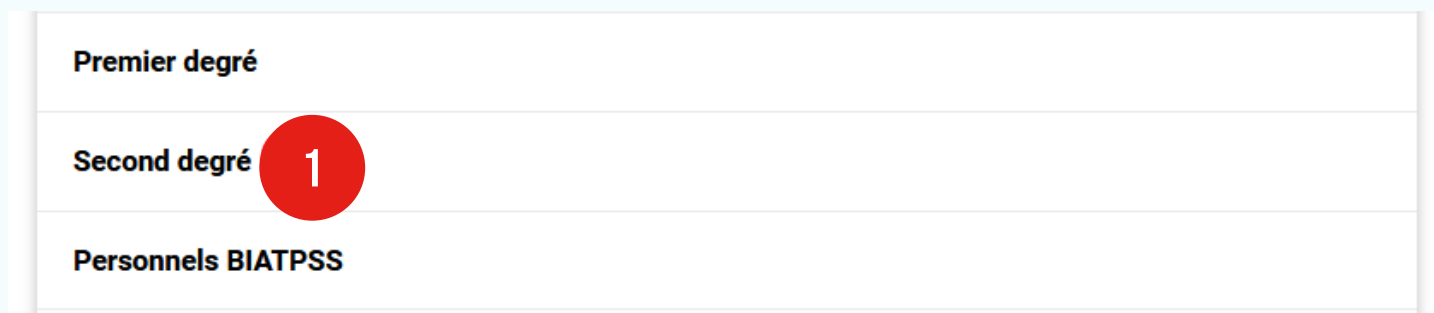 Premier degré
Second degré 1
Personnels BIATPSS